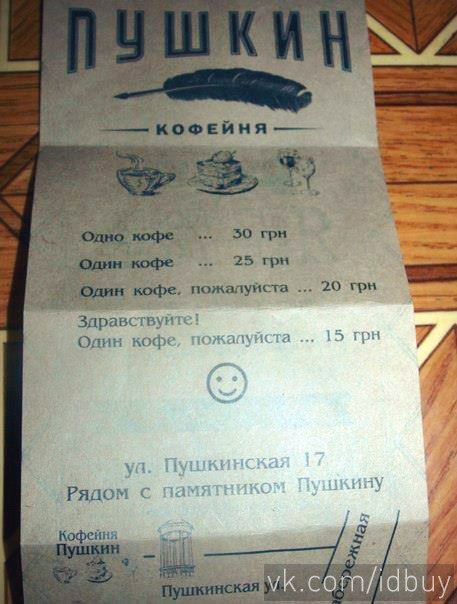 ПУШКИН
КОФЕЙНЯ
Одно кофе ... 30 грн
Один кофе ... 25 грн
Один кофе, пожалуйста ... 20 грн
Здравствуйте!
Один кофе, пожалуйста ... 15 грн
ул. Пушкинская 17
Рядом с памятником Пушкину
Кофейня
Пушкин
Пушкинская
vk.com/idbuy